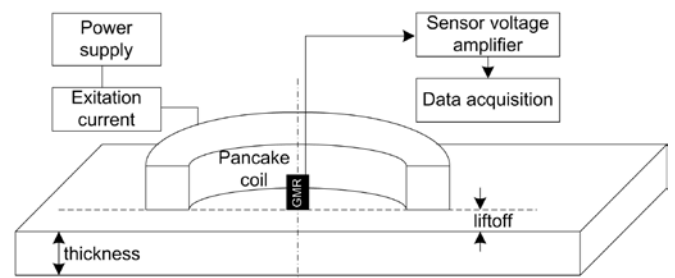 Power
supply
Exitation
current
Sensor voltage
amplifier
Data acquisition
Pancake
coil
GMR
liftoff
thickness